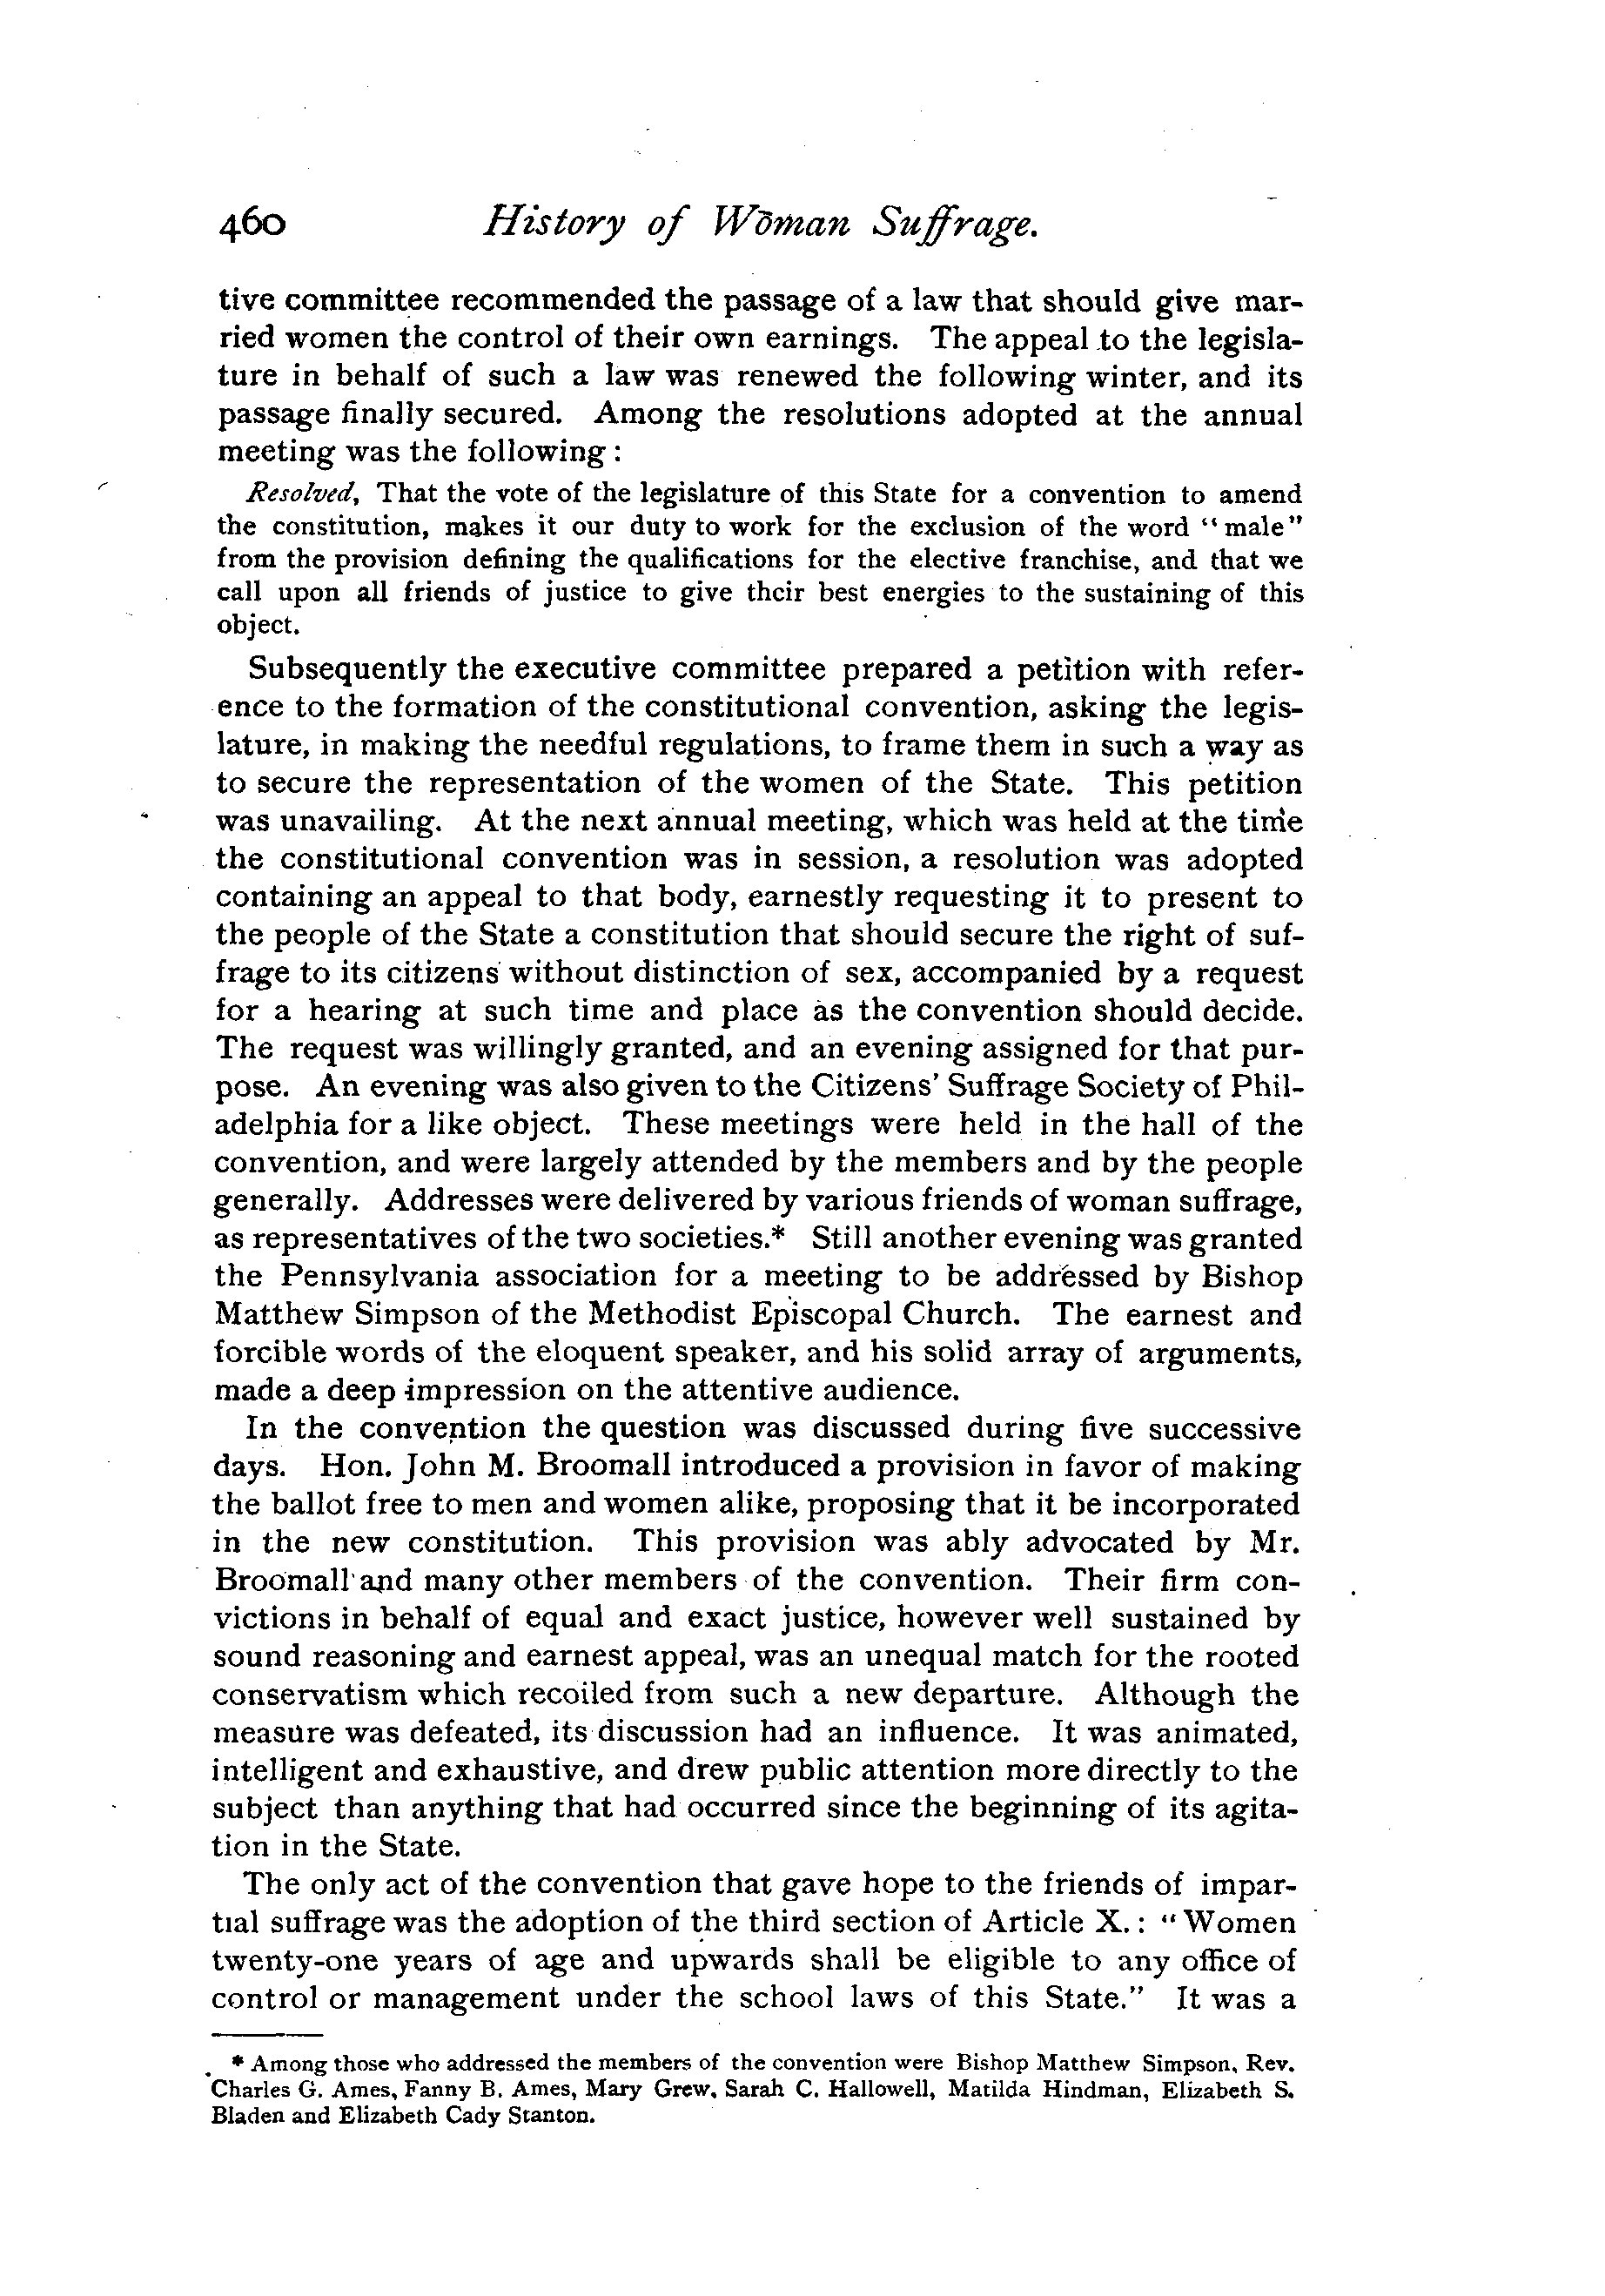 460 History of Woman Suffrage.
tive committee recommended the passage of a law that should give mar-
ried women the control of their own earnings. The appeal to the legisla-
ture in behalf of such a law was renewed the following winter, and its
passage finally secured. Among the resolutions adopted at the annual
meeting was the following :
Resolved, That the vote of the legislature of this State for a convention to amend
the constitution, makes it our duty to work for the exclusion of the word "male"
from the provision defining the qualifications for the elective franchise, and that we
call upon all friends of justice to give their best energies to the sustaining of this
object.
Subsequently the executive committee prepared a petition with refer-
ence to the formation of the constitutional convention, asking the legis-
lature, in making the needful regulations, to frame them in such a way as
to secure the representation of the women of the State. This petition
was unavailing. At the next annual meeting, which was held at the time
the constitutional convention was in session, a resolution was adopted
containing an appeal to that body, earnestly requesting it to present to
the people of the State a constitution that should secure the right of suf-
frage to its citizens without distinction of sex, accompanied by a request
for a hearing at such time and place as the convention should decide.
The request was willingly granted, and an evening assigned for that pur-
pose. An evening was also given to the Citizens' Suffrage Society of Phil-
adelphia for a like object. These meetings were held in the hall of the
convention, and were largely attended by the members and by the people
generally. Addresses were delivered by various friends of woman suffrage,
as representatives of the two societies.* Still another evening was granted
the Pennsylvania association for a meeting to be addressed by Bishop
Matthew Simpson of the Methodist Episcopal Church. The earnest and
forcible words of the eloquent speaker, and his solid array of arguments,
made a deep impression on the attentive audience.
In the convention the question was discussed during five successive
days. Hon. John M. Broomall introduced a provision in favor of making
the ballot free to men and women alike, proposing that it be incorporated
in the new constitution. This provision was ably advocated by Mr.
Broomall and many other members of the convention. Their firm con-
victions in behalf of equal and exact justice, however well sustained by
sound reasoning and earnest appeal, was an unequal match for the rooted
conservatism which recoiled from such a new departure. Although the
measure was defeated, its discussion had an influence. It was animated,
intelligent and exhaustive, and drew public attention more directly to the
subject than anything that had occurred since the beginning of its agita-
tion in the State.
The only act of the convention that gave hope to the friends of impar-
tial suffrage was the adoption of the third section of Article X. : "Women
twenty-one years of age and upwards shall be eligible to any office of
control or management under the school laws of this State." It was a
* Among those who addressed the members of the convention were Bishop Matthew Simpson, Rev.
Charles G. Ames, Fanny B. Ames, Mary Grew, Sarah C. Hallowell, Matilda Hindman, Elizabeth S.
Bladen and Elizabeth Cady Stanton.